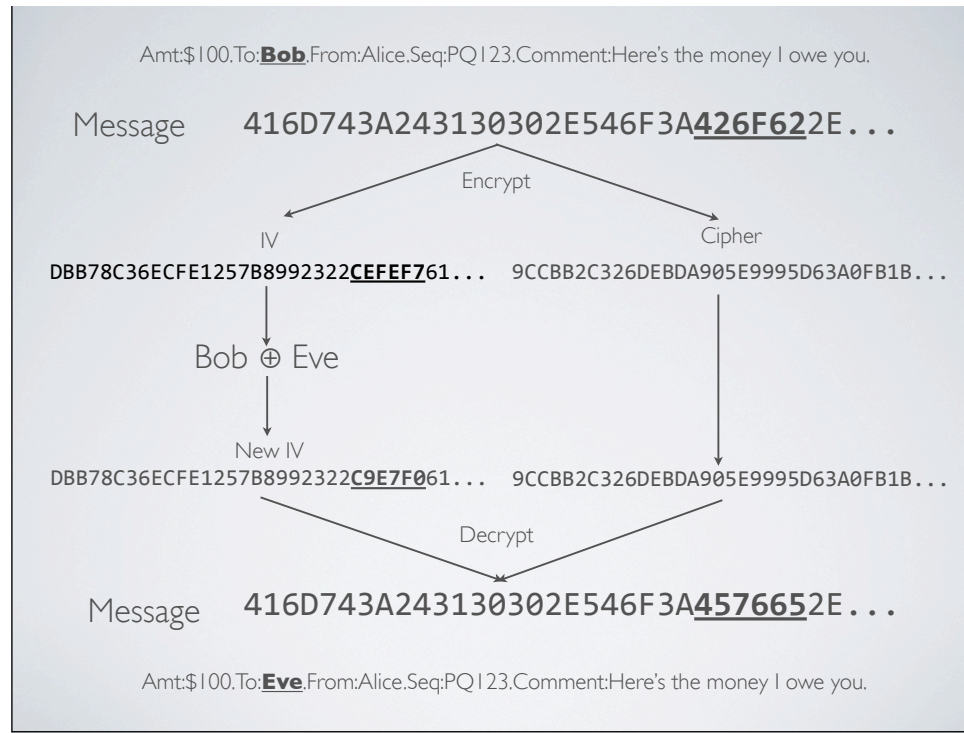 Amt:$100.To:Bob.From:Alice.Seq:PQ123.Comment:Here's the money I owe you.
Message 416D743A243130302E546F3A426F622E...
Encrypt
IV Cipher
DBB78C36ECFE1257B8992322CEFEF761... 9CCBB2C326DEBDA905E9995D63A0FB1B...
Bob ⊕ Eve
New IV
DBB78C36ECFE1257B8992322C9E7F061... 9CCBB2C326DEBDA905E9995D63A0FB1B...
Decrypt
Message 416D743A243130302E546F3A4576652E...
Amt:$100.To:Eve.From:Alice.Seq:PQ123.Comment:Here's the money I owe you.